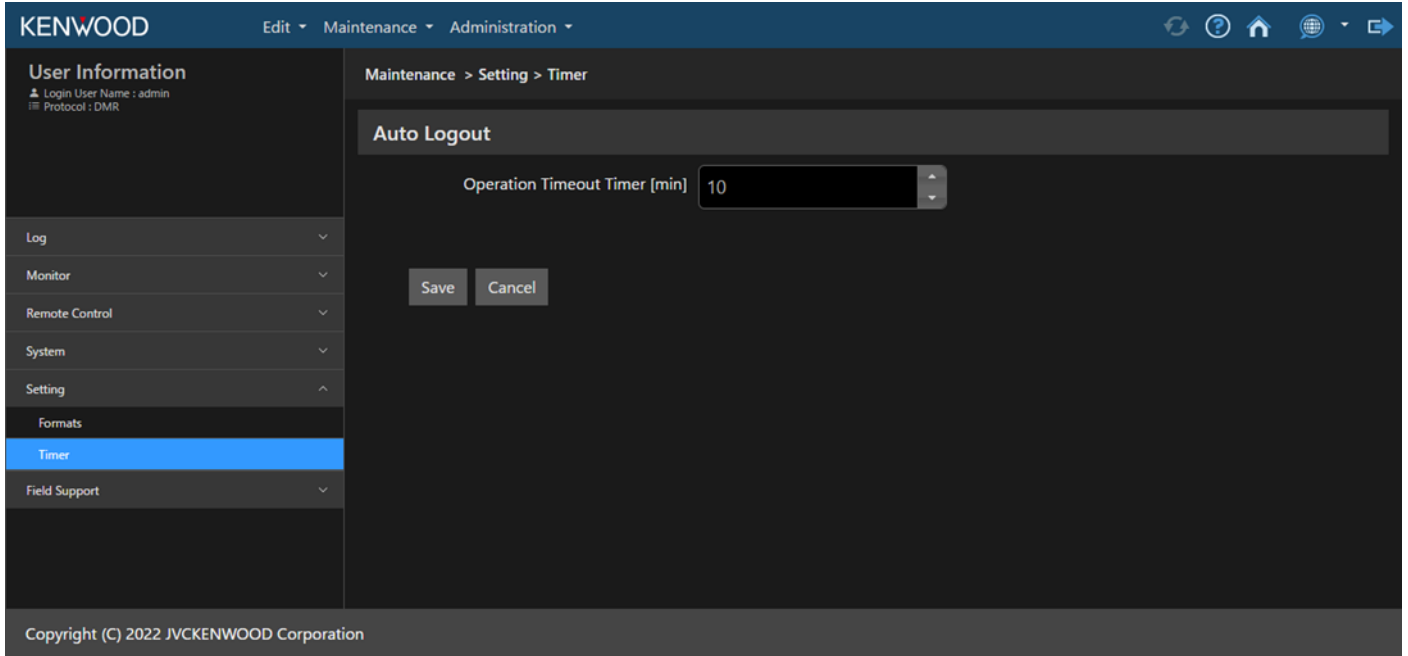 KENWOOD Edit Maintenance Administration
User Information
Login User Name : admin
Protocol : DMR
Maintenance > Setting > Timer
Auto Logout
Operation Timeout Timer [min] 10
Save Cancel
Log
Monitor
Remote Control
System
Setting
Formats
Timer
Field Support
Copyright (C) 2022 JVCKENWOOD Corporation